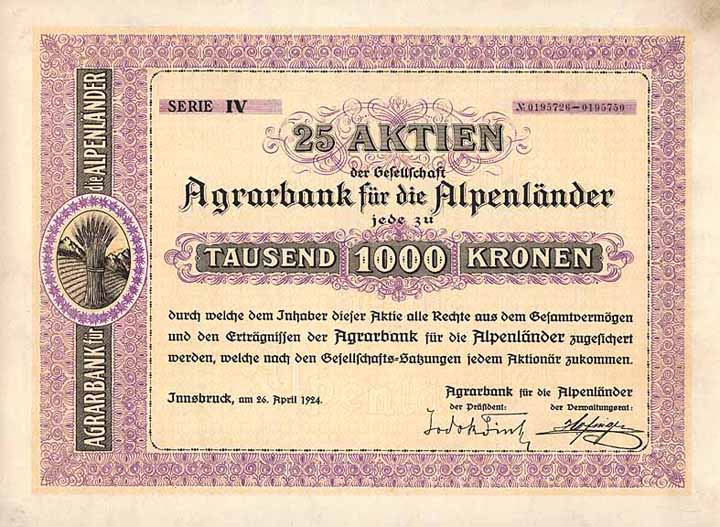 SERIE IV
№ 0195726—0195750
25 AKTIEN
der Gesellschaft
Agrarbank für die Alpenländer
jede zu
TAUSEND 1000 KRONEN
durch welche dem Inhaber dieser Aktie alle Rechte aus dem Gesamtvermögen
und den Erträgnissen der Agrarbank für die Alpenländer zugesichert
werden, welche nach den Gesellschafts-Satzungen jedem Aktionär zukommen.
Innsbruck, am 26. April 1924.
Agrarbank für die Alpenländer
der Präsident:
der Verwaltungsrat:
Jodok Fink
AGRARBANK für die ALPENLÄNDER